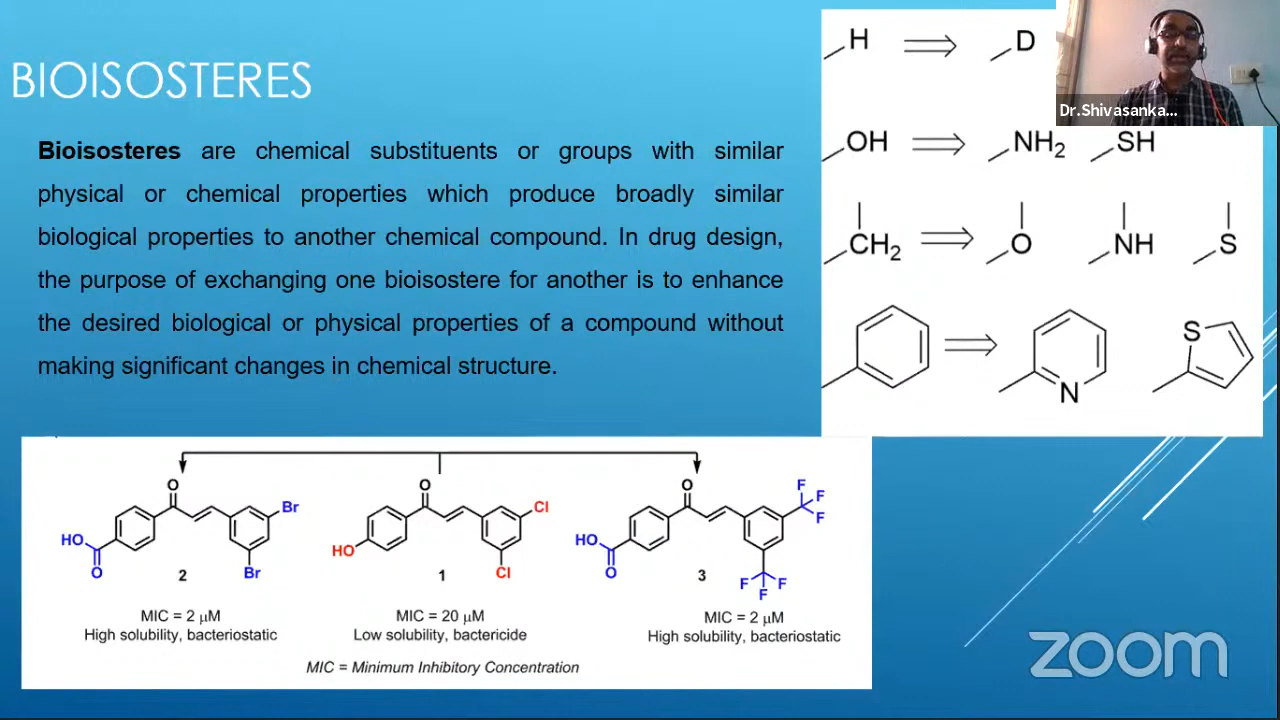 BIOISOSTERES
Bioisosteres are chemical substituents or groups with similar
physical or chemical properties which produce broadly similar
biological properties to another chemical compound. In drug design,
the purpose of exchanging one bioisostere for another is to enhance
the desired biological or physical properties of a compound without
making significant changes in chemical structure.
H D
OH NH₂ SH
CH₂ O NH S
N S
Dr.Shivasanka...
O Br HO O Br
2
MIC = 2 μM
High solubility, bacteriostatic
O Cl HO Cl
1
MIC = 20 μM
Low solubility, bactericide
O F F F HO O F F F
3
MIC = 2 μM
High solubility, bacteriostatic
MIC = Minimum Inhibitory Concentration
zoom